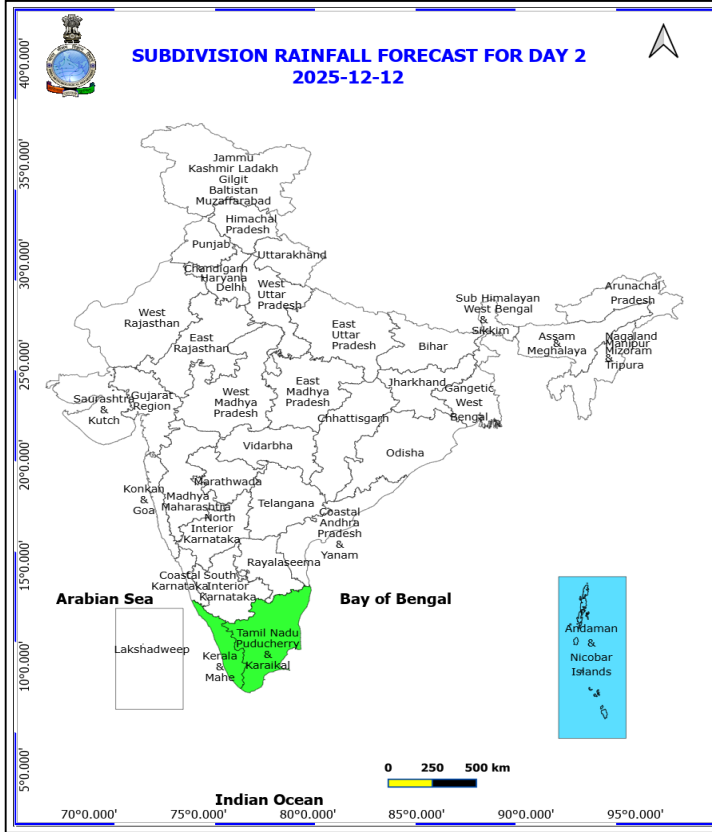 SUBDIVISION RAINFALL FORECAST FOR DAY 2
2025-12-12
40°0.000'
35°0.000'
30°0.000'
25°0.000'
20°0.000'
15°0.000'
10°0.000'
5°0.000'
Jammu
Kashmir Ladakh
Gilgit
Baltistan
Muzaffarabad
Himachal
Pradesh
Punjab
Uttarakhand
Chandigarh
Haryana
Delhi
West
Uttar
Pradesh
West
Rajasthan
East
Rajasthan
East
Uttar
Pradesh
Bihar
Sub Himalayan
West Bengal
&
Sikkim
Arunachal
Pradesh
Assam
&
Meghalaya
Nagaland
Manipur
Mizoram
&
Tripura
Saurashtra
&
Kutch
Gujarat
Region
West
Madhya
Pradesh
East
Madhya
Pradesh
Jharkhand
Gangetic
West
Bengal
Chhattisgarh
Odisha
Vidarbha
Konkan
&
Goa
Marathwada
Madhya
Maharashtra
North
Interior
Karnataka
Telangana
Coastal
Andhra
Pradesh
&
Yanam
Rayalaseema
Coastal
Karnataka
South
Interior
Karnataka
Arabian Sea
Bay of Bengal
Lakshadweep
Kerala
&
Mahe
Tamil Nadu
Puducherry
&
Karaikal
Andaman
&
Nicobar
Islands
0 250 500 km
Indian Ocean
70°0.000' 75°0.000' 80°0.000' 85°0.000' 90°0.000' 95°0.000'